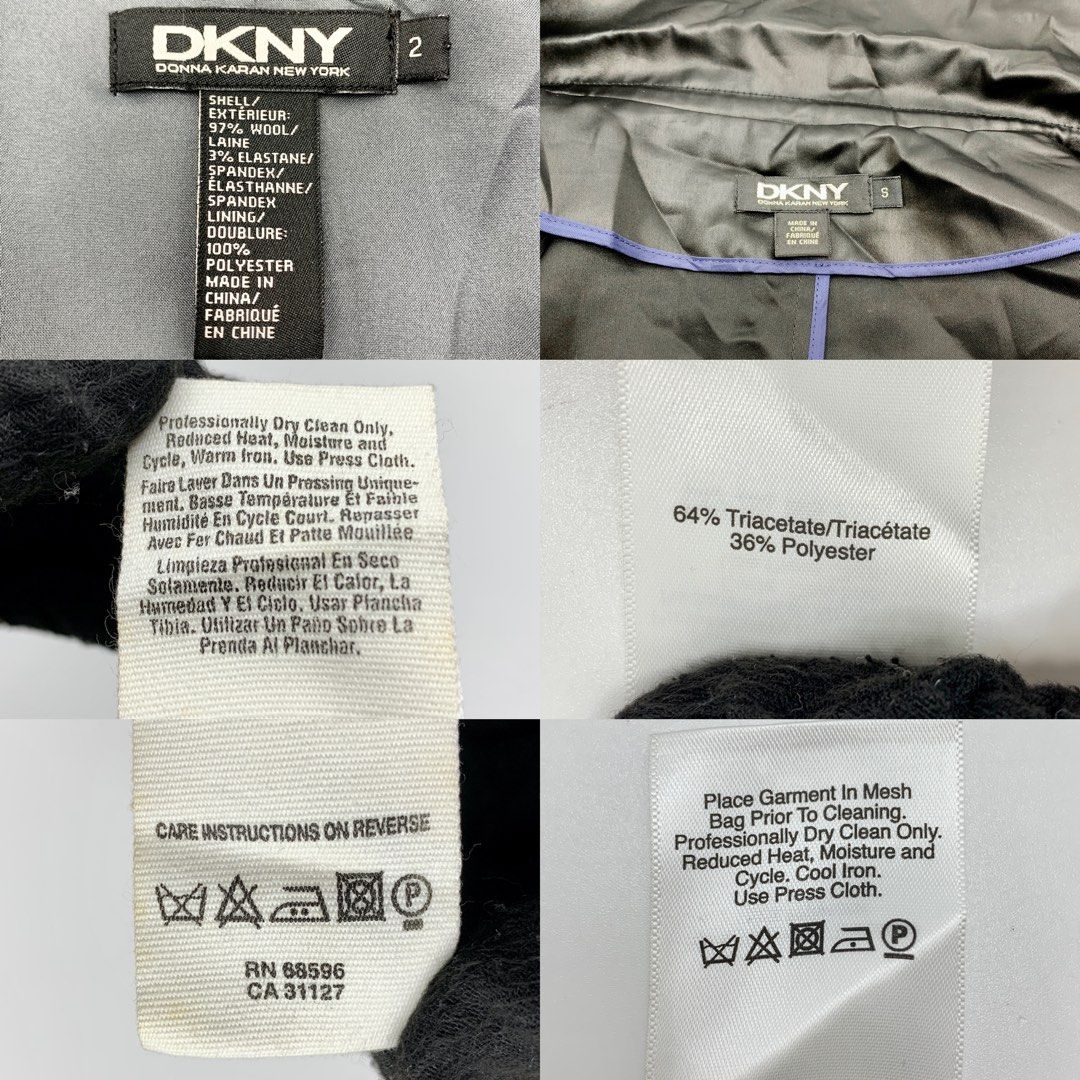 DKNY
DONNA KARAN NEW YORK
2
SHELL/
EXTÉRIEUR:
97% WOOL/
LAINE
3% ELASTANE/
SPANDEX/
ÉLASTHANNE/
SPANDEX
LINING/
DOUBLURE:
100%
POLYESTER
MADE IN
CHINA/
FABRIQUÉ
EN CHINE
DKNY
DONNA KARAN NEW YORK
S
MADE IN
CHINA/
FABRIQUÉ
EN CHINE
Professionally Dry Clean Only.
Reduced Heat, Moisture and
Cycle, Warm Iron. Use Press Cloth.
Faire Laver Dans Un Pressing Unique-
ment. Basse Température Et Faible
Humidité En Cycle Court. Repasser
Avec Fer Chaud Et Patte Mouillée
Limpieza Profesional En Seco
Solamente. Reducir El Calor, La
Humedad Y El Ciclo. Usar Plancha
Tibia. Utilizar Un Paño Sobre La
Prenda Al Planchar.
64% Triacetate/Triacétate
36% Polyester
CARE INSTRUCTIONS ON REVERSE
P
RN 68596
CA 31127
Place Garment In Mesh
Bag Prior To Cleaning.
Professionally Dry Clean Only.
Reduced Heat, Moisture and
Cycle. Cool Iron.
Use Press Cloth.
P